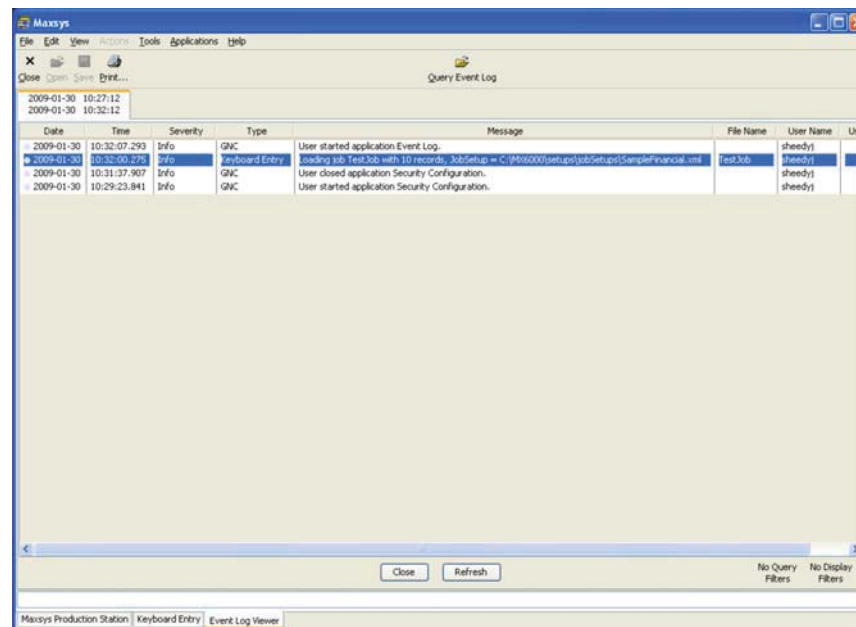 Maxsys
File Edit View Actions Tools Applications Help
Close Open Save Print... Query Event Log
2009-01-30 10:27:12
2009-01-30 10:32:12
Date Time Severity Type Message File Name User Name Us
2009-01-30 10:32:07.293 Info GNC User started application Event Log. sheedyj
2009-01-30 10:32:00.275 Info Keyboard Entry Loading job TestJob with 10 records, JobSetup = C:\MX6000\setups\jobSetups\SampleFinancial.xml TestJob sheedyj
2009-01-30 10:31:37.907 Info GNC User closed application Security Configuration. sheedyj
2009-01-30 10:29:23.841 Info GNC User started application Security Configuration. sheedyj
Close Refresh No Query Filters No Display Filters
Maxsys Production Station Keyboard Entry Event Log Viewer